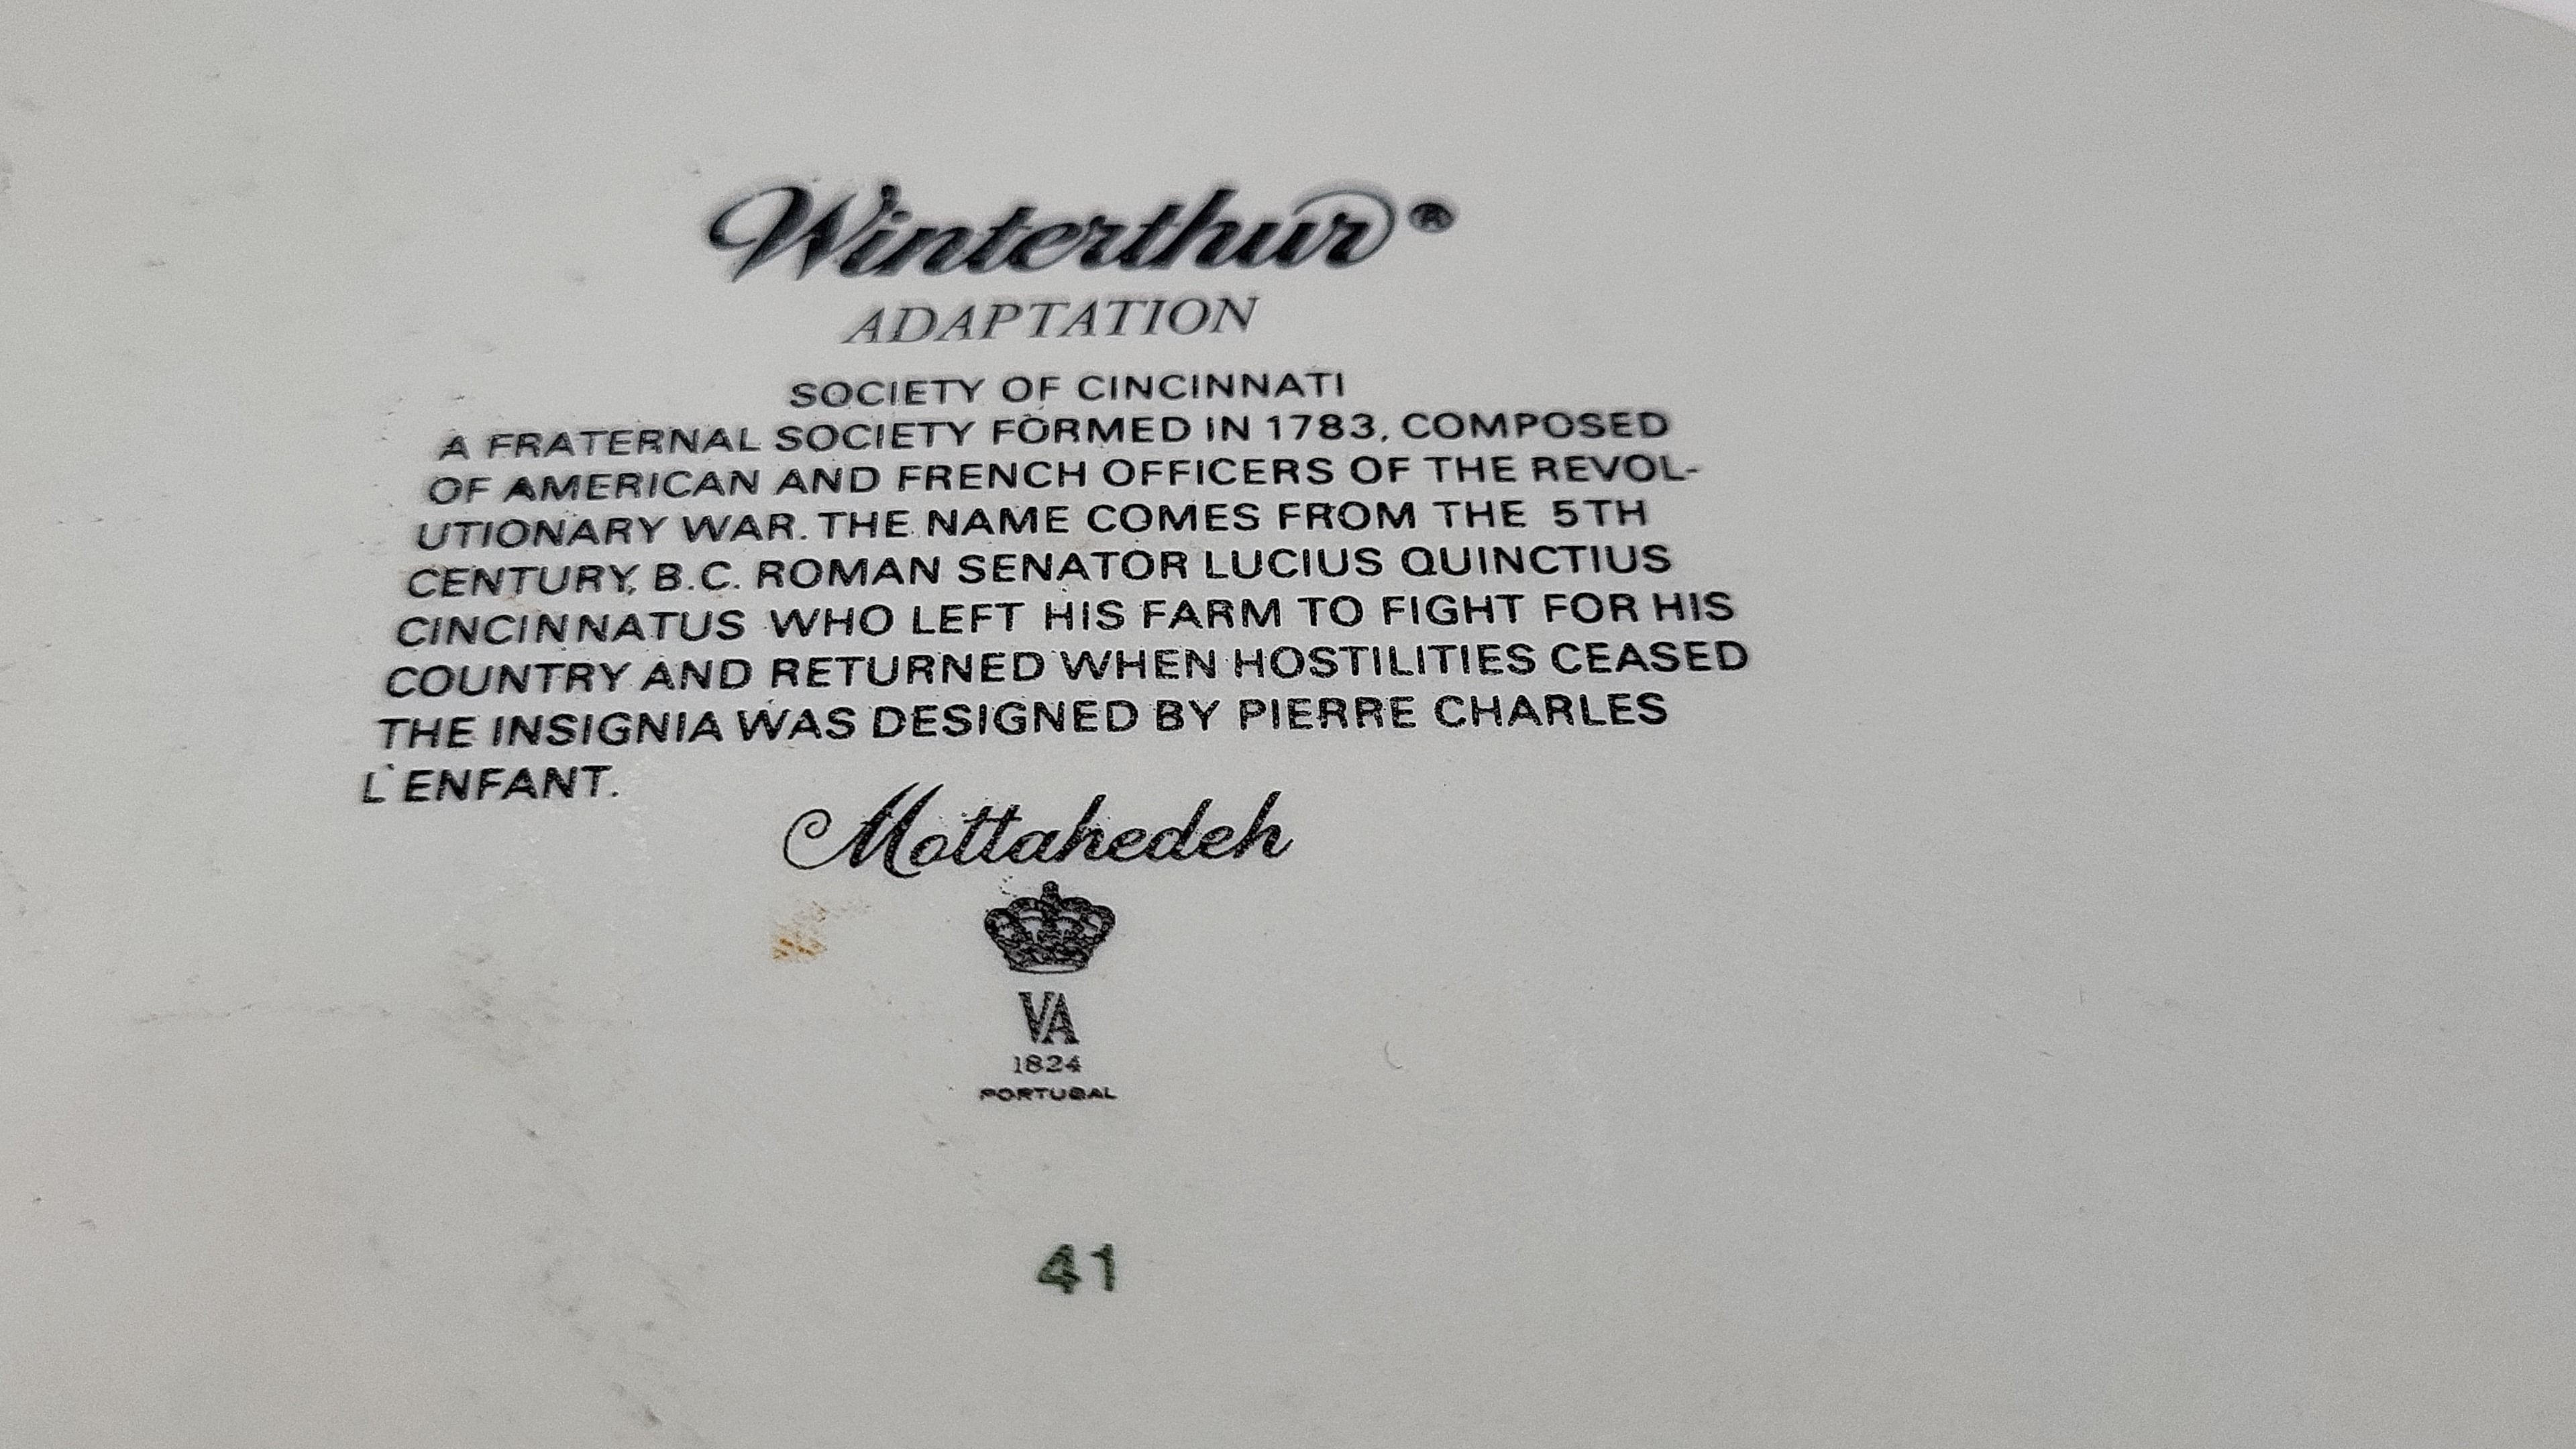 Winterthur®
ADAPTATION
SOCIETY OF CINCINNATI
A FRATERNAL SOCIETY FORMED IN 1783, COMPOSED
OF AMERICAN AND FRENCH OFFICERS OF THE REVOL-
UTIONARY WAR. THE NAME COMES FROM THE 5TH
CENTURY, B.C. ROMAN SENATOR LUCIUS QUINCTIUS
CINCINNATUS WHO LEFT HIS FARM TO FIGHT FOR HIS
COUNTRY AND RETURNED WHEN HOSTILITIES CEASED
THE INSIGNIA WAS DESIGNED BY PIERRE CHARLES
L'ENFANT.
Mottahedeh
VA
1824
PORTUGAL
41